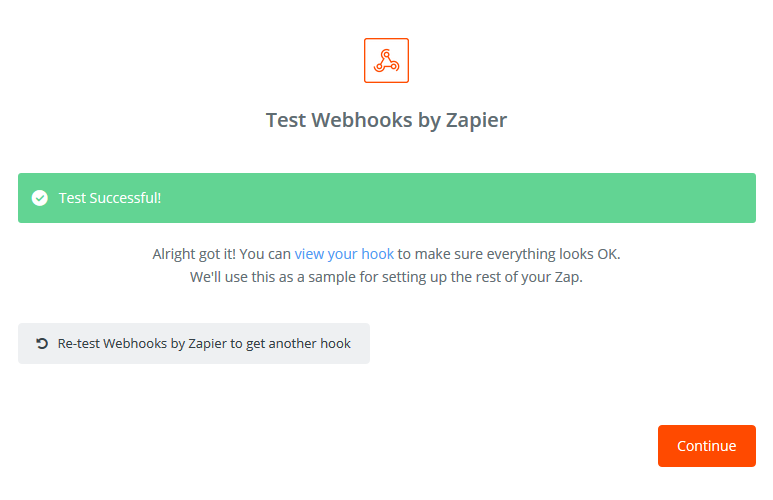 Test Webhooks by Zapier
Test Successful!
Alright got it! You can view your hook to make sure everything looks OK.
We'll use this as a sample for setting up the rest of your Zap.
Re-test Webhooks by Zapier to get another hook
Continue